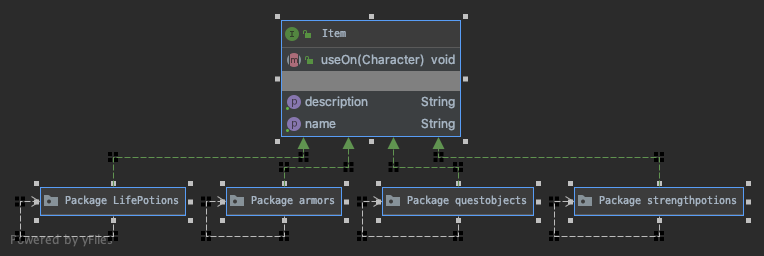 Item
useOn(Character) void
description String
name String
Package LifePotions
Package armors
Package questobjects
Package strengthpotions
Powered by yFiles